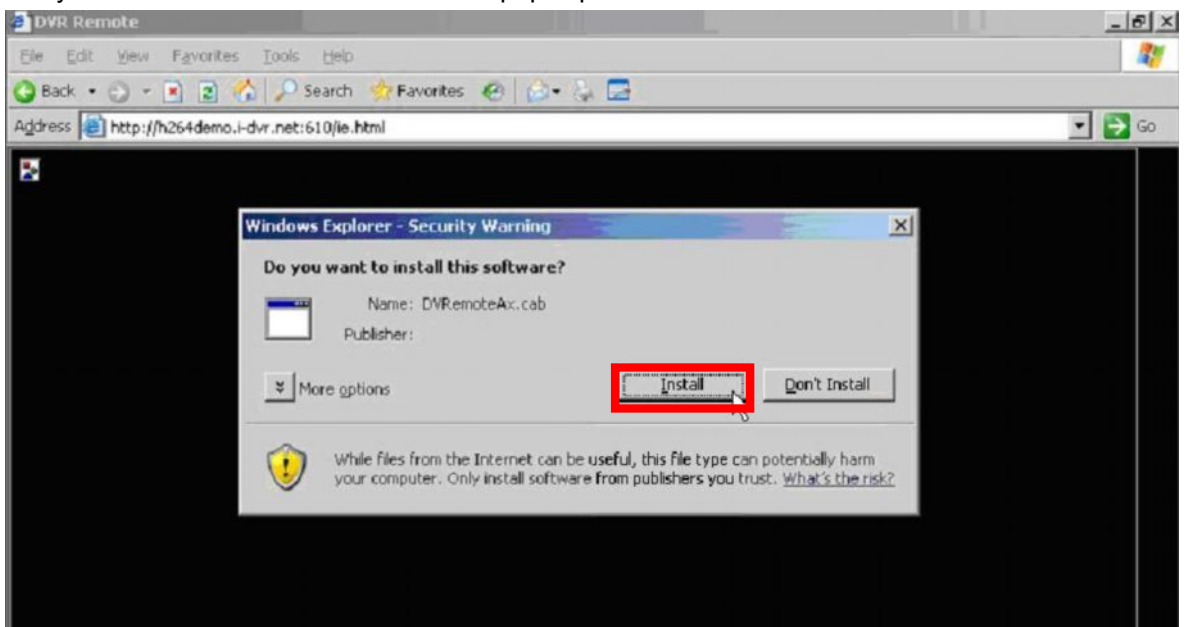 DVR Remote
File Edit View Favorites Tools Help
Back Search Favorites
Address http://h264demo.i-dvr.net:610/ie.html Go
Windows Explorer - Security Warning
Do you want to install this software?
Name: DVRemoteAx.cab
Publisher:
More options Install Don't Install
While files from the Internet can be useful, this file type can potentially harm
your computer. Only install software from publishers you trust. What's the risk?